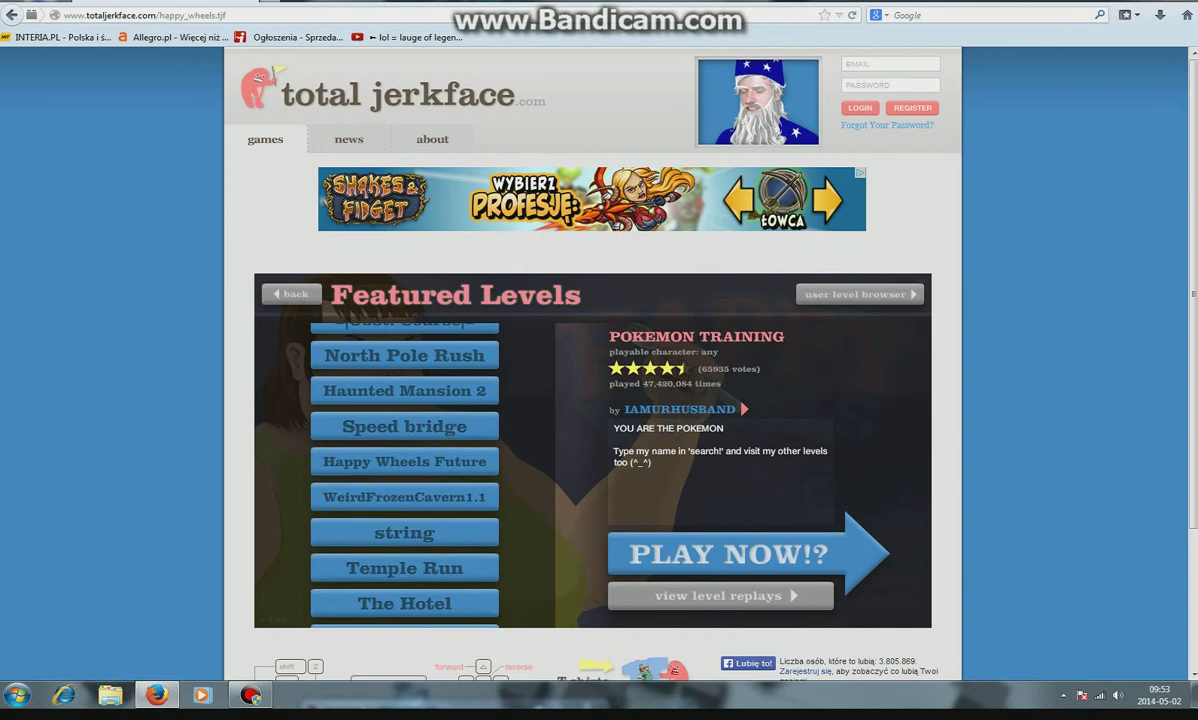 www.totaljerkface.com/happy_wheels.tjf
www.Bandicam.com
Google
INTERIA.PL - Polska i ś...
Allegro.pl - Więcej niż ...
Ogłoszenia - Sprzeda...
lol = lauge of legen...
total jerkface.com
EMAIL
PASSWORD
LOGIN
REGISTER
Forgot Your Password?
games
news
about
SHAKES &
FIDGET
WYBIERZ
PROFESJĘ:
ŁOWCA
back
Featured Levels
user level browser
North Pole Rush
Haunted Mansion 2
Speed bridge
Happy Wheels Future
WeirdFrozenCavern1.1
string
Temple Run
The Hotel
POKEMON TRAINING
playable character: any
(65935 votes)
played 47,420,084 times
by IAMURHUSBAND
YOU ARE THE POKEMON
Type my name in 'search!' and visit my other levels
too (^_^)
PLAY NOW!?
view level replays
shift
Z
forward
reverse
Lubię to!
Liczba osób, które to lubią: 3.805.869.
Zarejestruj się, aby zobaczyć co lubią Twoi
09:53
2014-05-02